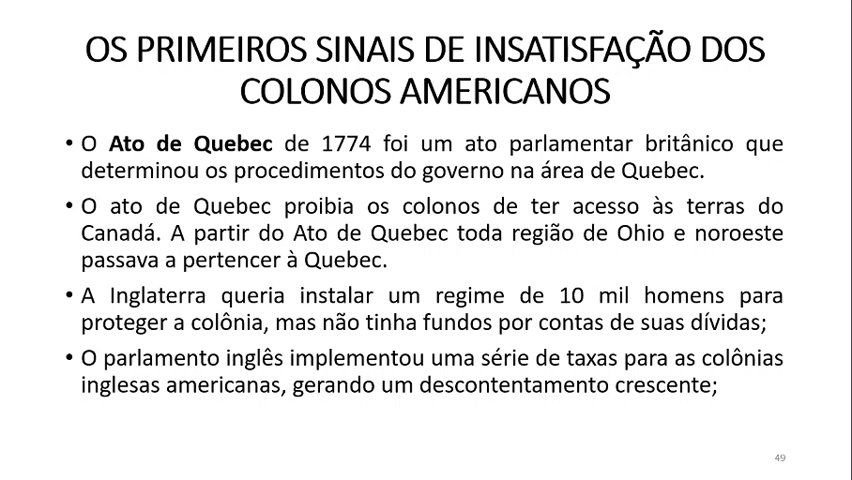 OS PRIMEIROS SINAIS DE INSATISFAÇÃO DOS
COLONOS AMERICANOS
• O Ato de Quebec de 1774 foi um ato parlamentar britânico que
determinou os procedimentos do governo na área de Quebec.
• O ato de Quebec proibia os colonos de ter acesso às terras do
Canadá. A partir do Ato de Quebec toda região de Ohio e noroeste
passava a pertencer à Quebec.
• A Inglaterra queria instalar um regime de 10 mil homens para
proteger a colônia, mas não tinha fundos por contas de suas dívidas;
• O parlamento inglês implementou uma série de taxas para as colônias
inglesas americanas, gerando um descontentamento crescente;
49